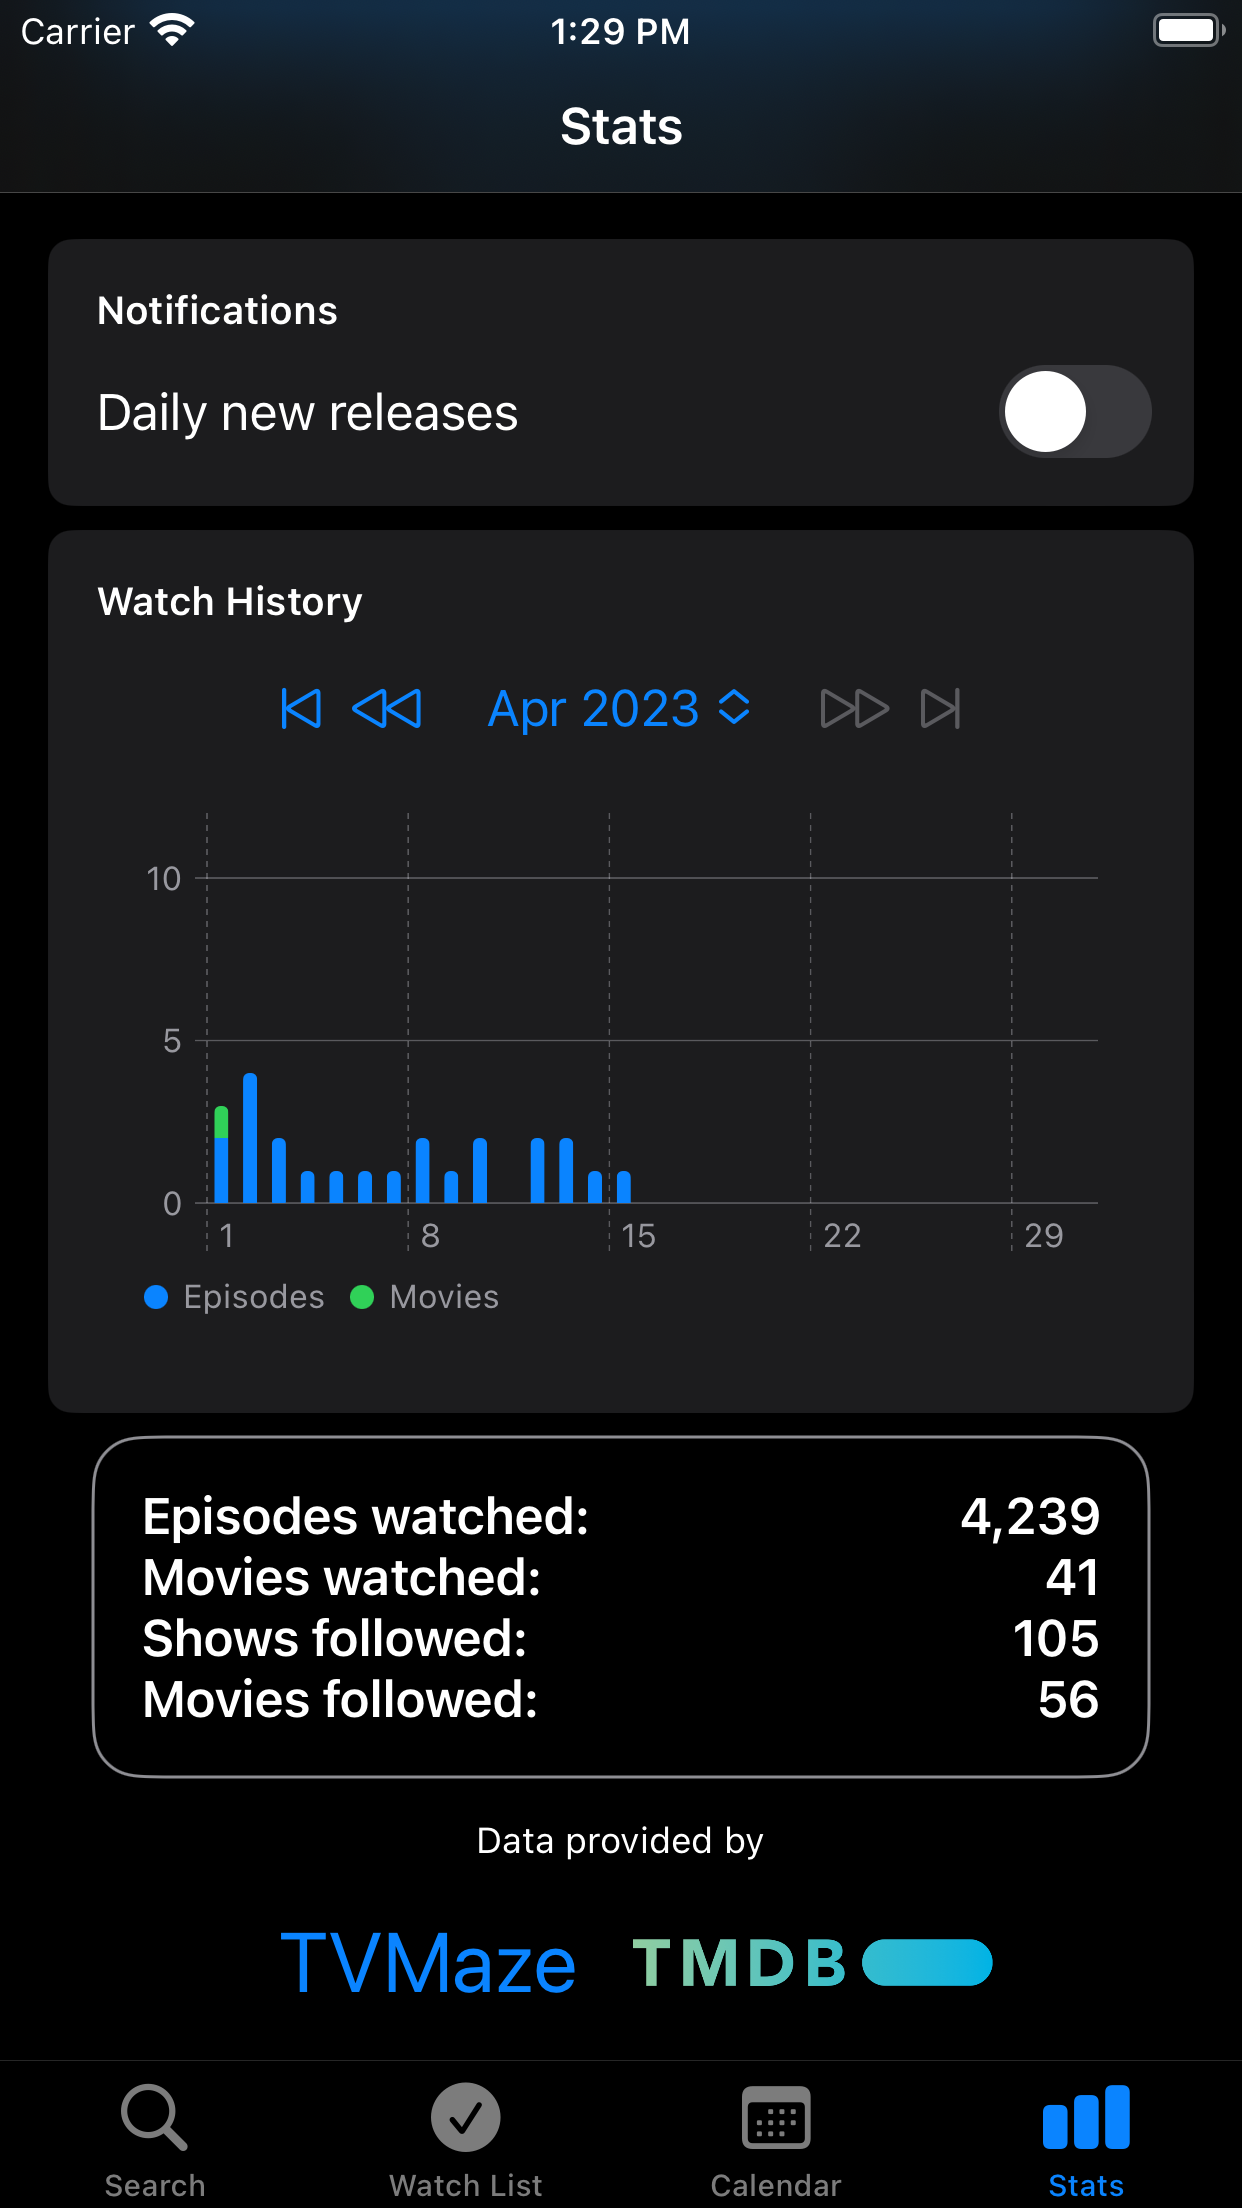 Carrier 1:29 PM
Stats
Notifications
Daily new releases
Watch History
Apr 2023
10
5
0
1 8 15 22 29
Episodes Movies
Episodes watched: 4,239
Movies watched: 41
Shows followed: 105
Movies followed: 56
Data provided by
TVMaze TMDB
Search Watch List Calendar Stats